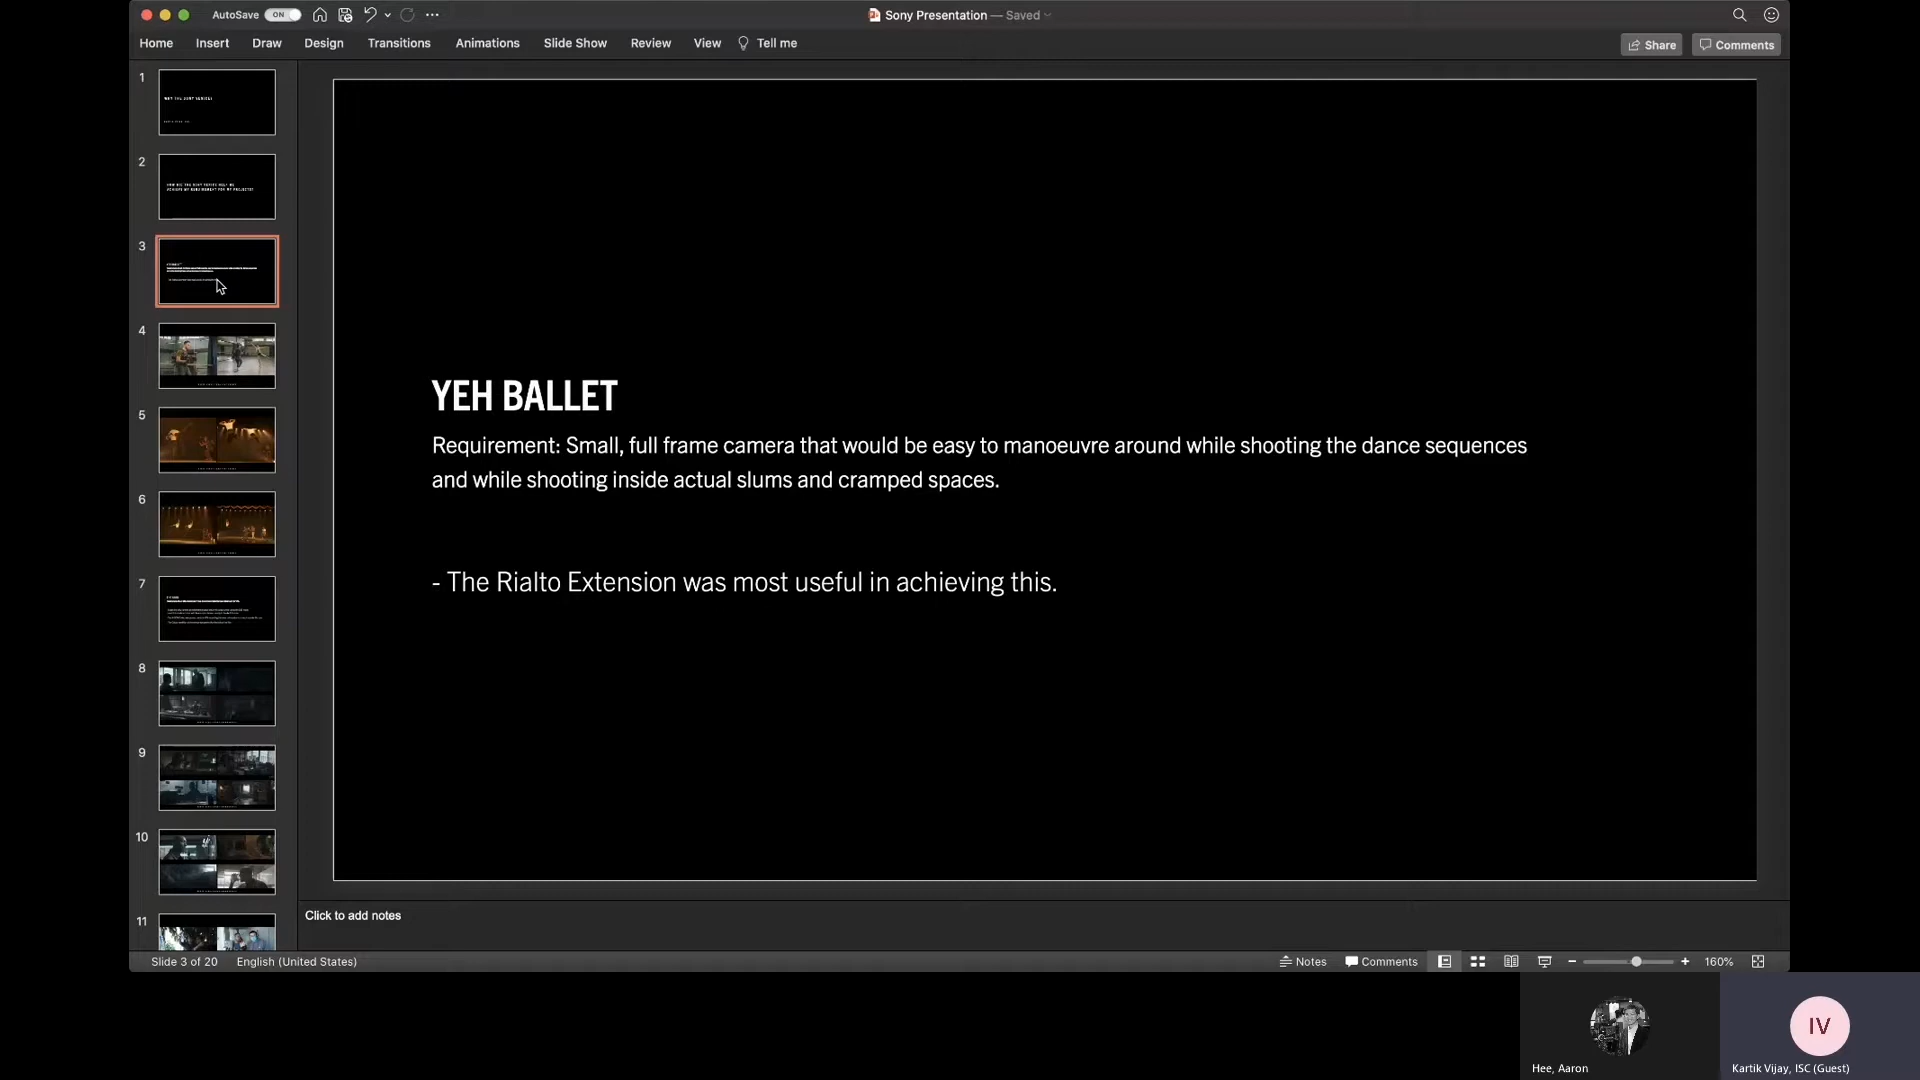 AutoSave ON
Sony Presentation — Saved
Home Insert Draw Design Transitions Animations Slide Show Review View Tell me
Share Comments
1
2
3
4
5
6
7
8
9
10
11
YEH BALLET
Requirement: Small, full frame camera that would be easy to manoeuvre around while shooting the dance sequences
and while shooting inside actual slums and cramped spaces.
- The Rialto Extension was most useful in achieving this.
Click to add notes
Slide 3 of 20 English (United States)
Notes Comments 160%
IV
Hee, Aaron
Kartik Vijay, ISC (Guest)